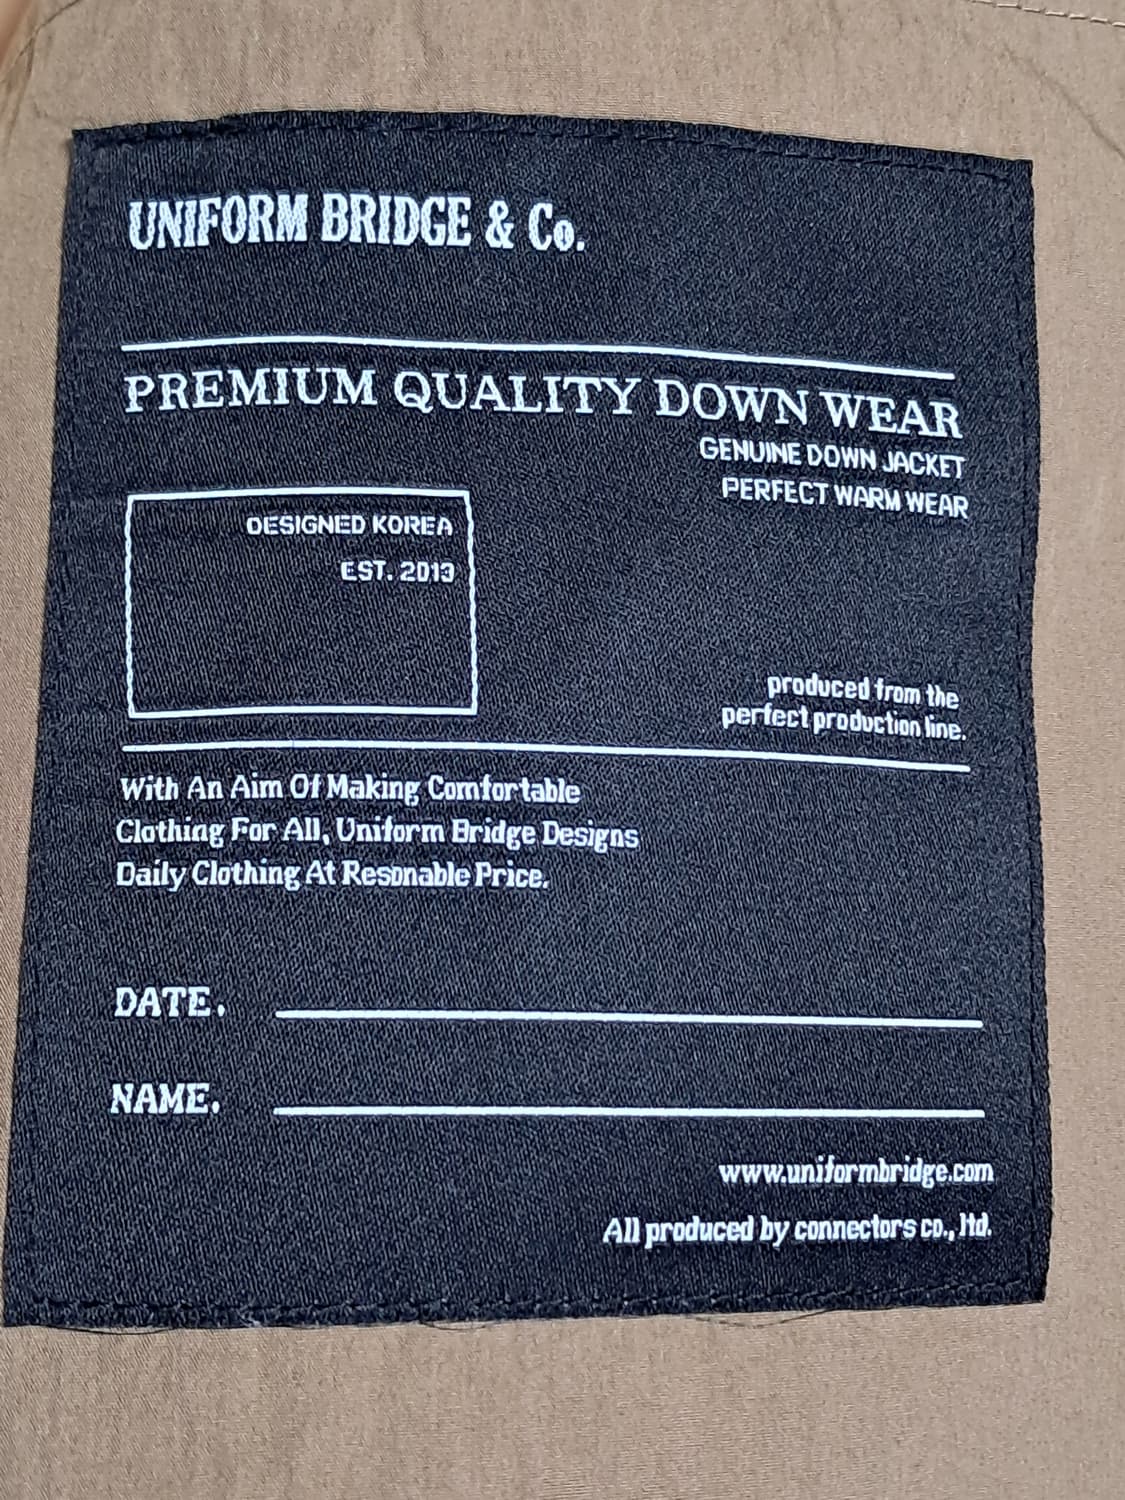 UNIFORM BRIDGE & Co.
PREMIUM QUALITY DOWN WEAR
GENUINE DOWN JACKET
PERFECT WARM WEAR
DESIGNED KOREA
EST. 2013
produced from the
perfect production line.
With An Aim Of Making Comfortable
Clothing For All, Uniform Bridge Designs
Daily Clothing At Resonable Price.
DATE.
NAME.
www.uniformbridge.com
All produced by connectors co., ltd.